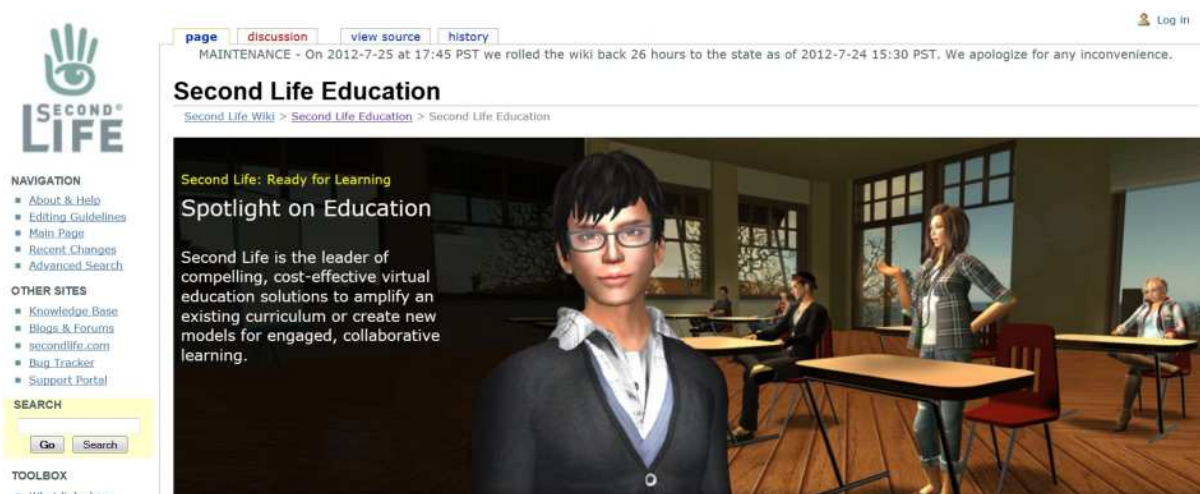 Log in
page discussion view source history
MAINTENANCE - On 2012-7-25 at 17:45 PST we rolled the wiki back 26 hours to the state as of 2012-7-24 15:30 PST. We apologize for any inconvenience.
SECOND®
LIFE
Second Life Education
Second Life Wiki > Second Life Education > Second Life Education
NAVIGATION
About & Help
Editing Guidelines
Main Page
Recent Changes
Advanced Search
OTHER SITES
Knowledge Base
Blogs & Forums
secondlife.com
Bug Tracker
Support Portal
SEARCH
Go Search
TOOLBOX
Second Life: Ready for Learning
Spotlight on Education
Second Life is the leader of
compelling, cost-effective virtual
education solutions to amplify an
existing curriculum or create new
models for engaged, collaborative
learning.